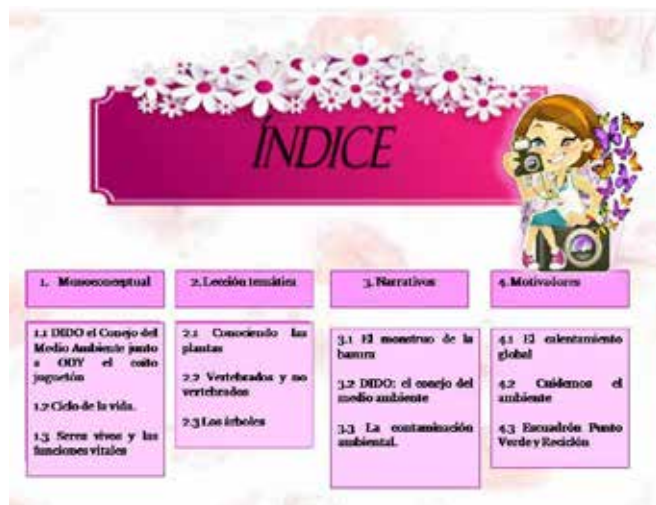 ÍNDICE
1. Monoconceptual
2. Lección temática
3. Narrativos
4. Motivadores
1.1 DIDO el Conejo del
Medio Ambiente junto
a ODY el osito
juguetón
1.2 Ciclo de la vida.
1.3 Seres vivos y las
funciones vitales
2.1 Conociendo las
plantas
2.2 Vertebrados y no
vertebrados
2.3 Los árboles
3.1 El monstruo de la
basura
3.2 DIDO: el conejo del
medio ambiente
3.3 La contaminación
ambiental.
4.1 El calentamiento
global
4.2 Cuidemos el
ambiente
4.3 Escuadrón Punto
Verde y Reciclón